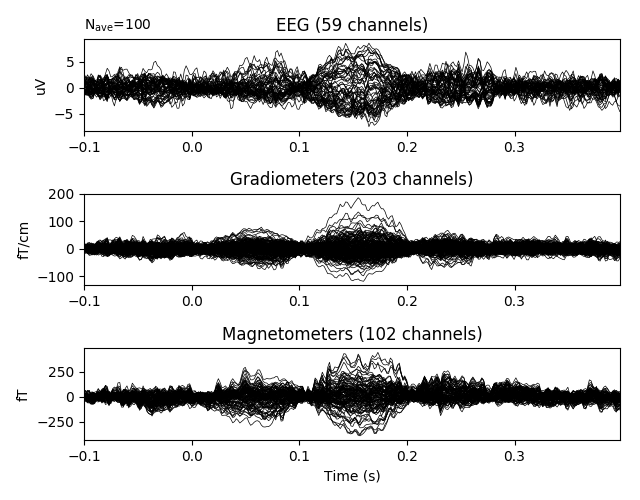 Nave=100
EEG (59 channels)
uV
5
0
−5
−0.1 0.0 0.1 0.2 0.3
Gradiometers (203 channels)
fT/cm
200
100
0
−100
−0.1 0.0 0.1 0.2 0.3
Magnetometers (102 channels)
fT
250
0
−250
−0.1 0.0 0.1 0.2 0.3
Time (s)